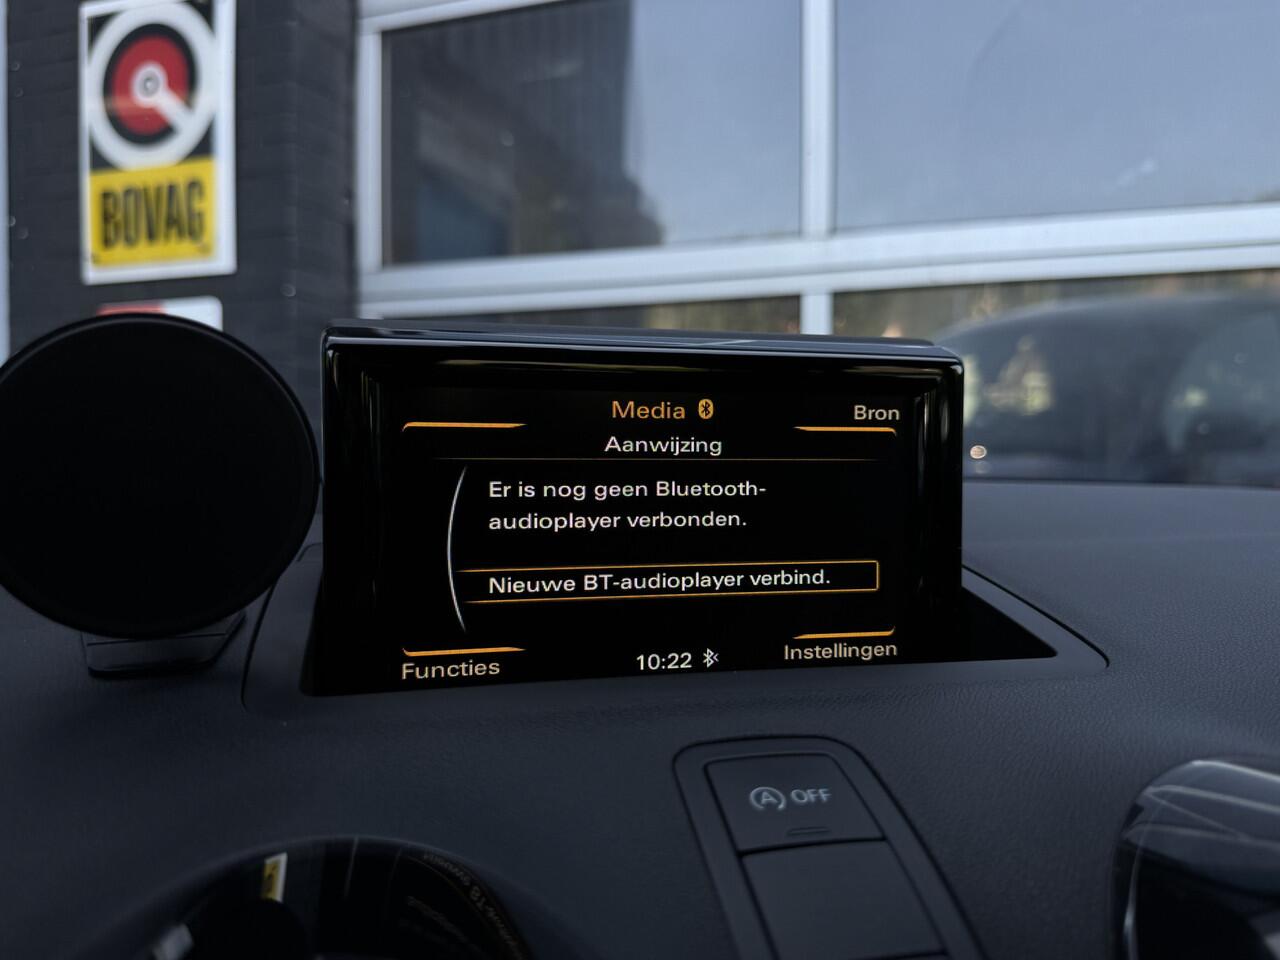 BOVAG
Media
Bron
Aanwijzing
Er is nog geen Bluetooth-
audioplayer verbonden.
Nieuwe BT-audioplayer verbind.
Functies
10:22
Instellingen
A OFF